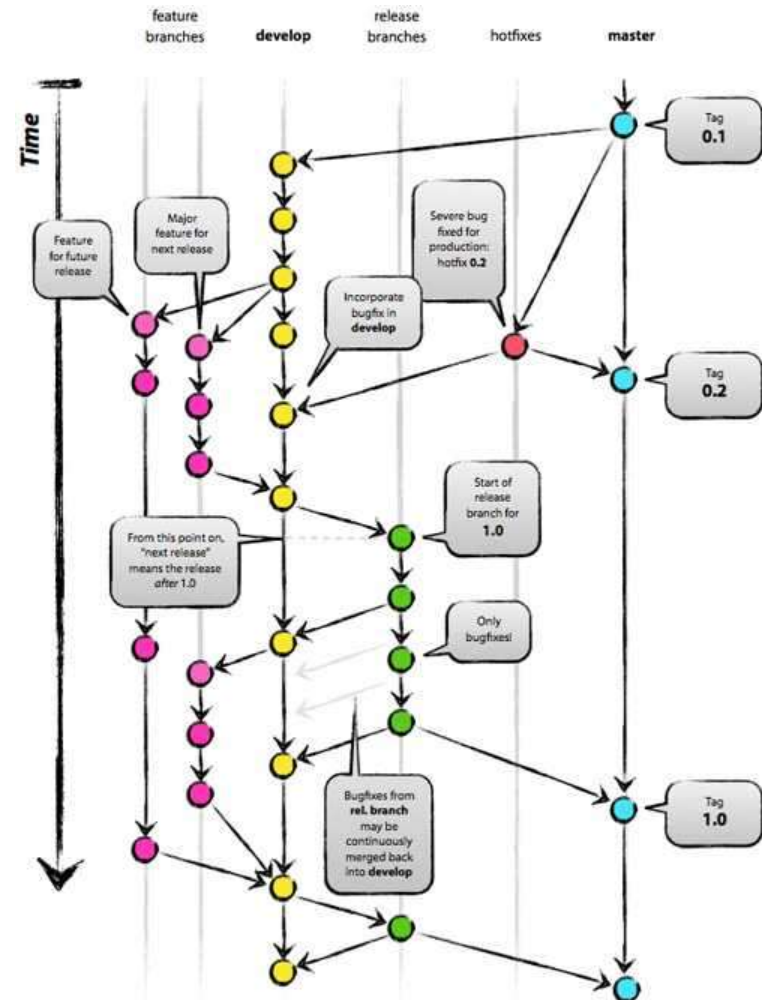 feature
branches
develop
release
branches
hotfixes
master
Time
Tag
0.1
Major
feature for
next release
Severe bug
fixed for
production:
hotfix 0.2
Feature
for future
release
Incorporate
bugfix in
develop
Tag
0.2
Start of
release
branch for
1.0
From this point on,
"next release"
means the release
after 1.0
Only
bugfixes!
Bugfixes from
rel. branch
may be
continuously
merged back
into develop
Tag
1.0